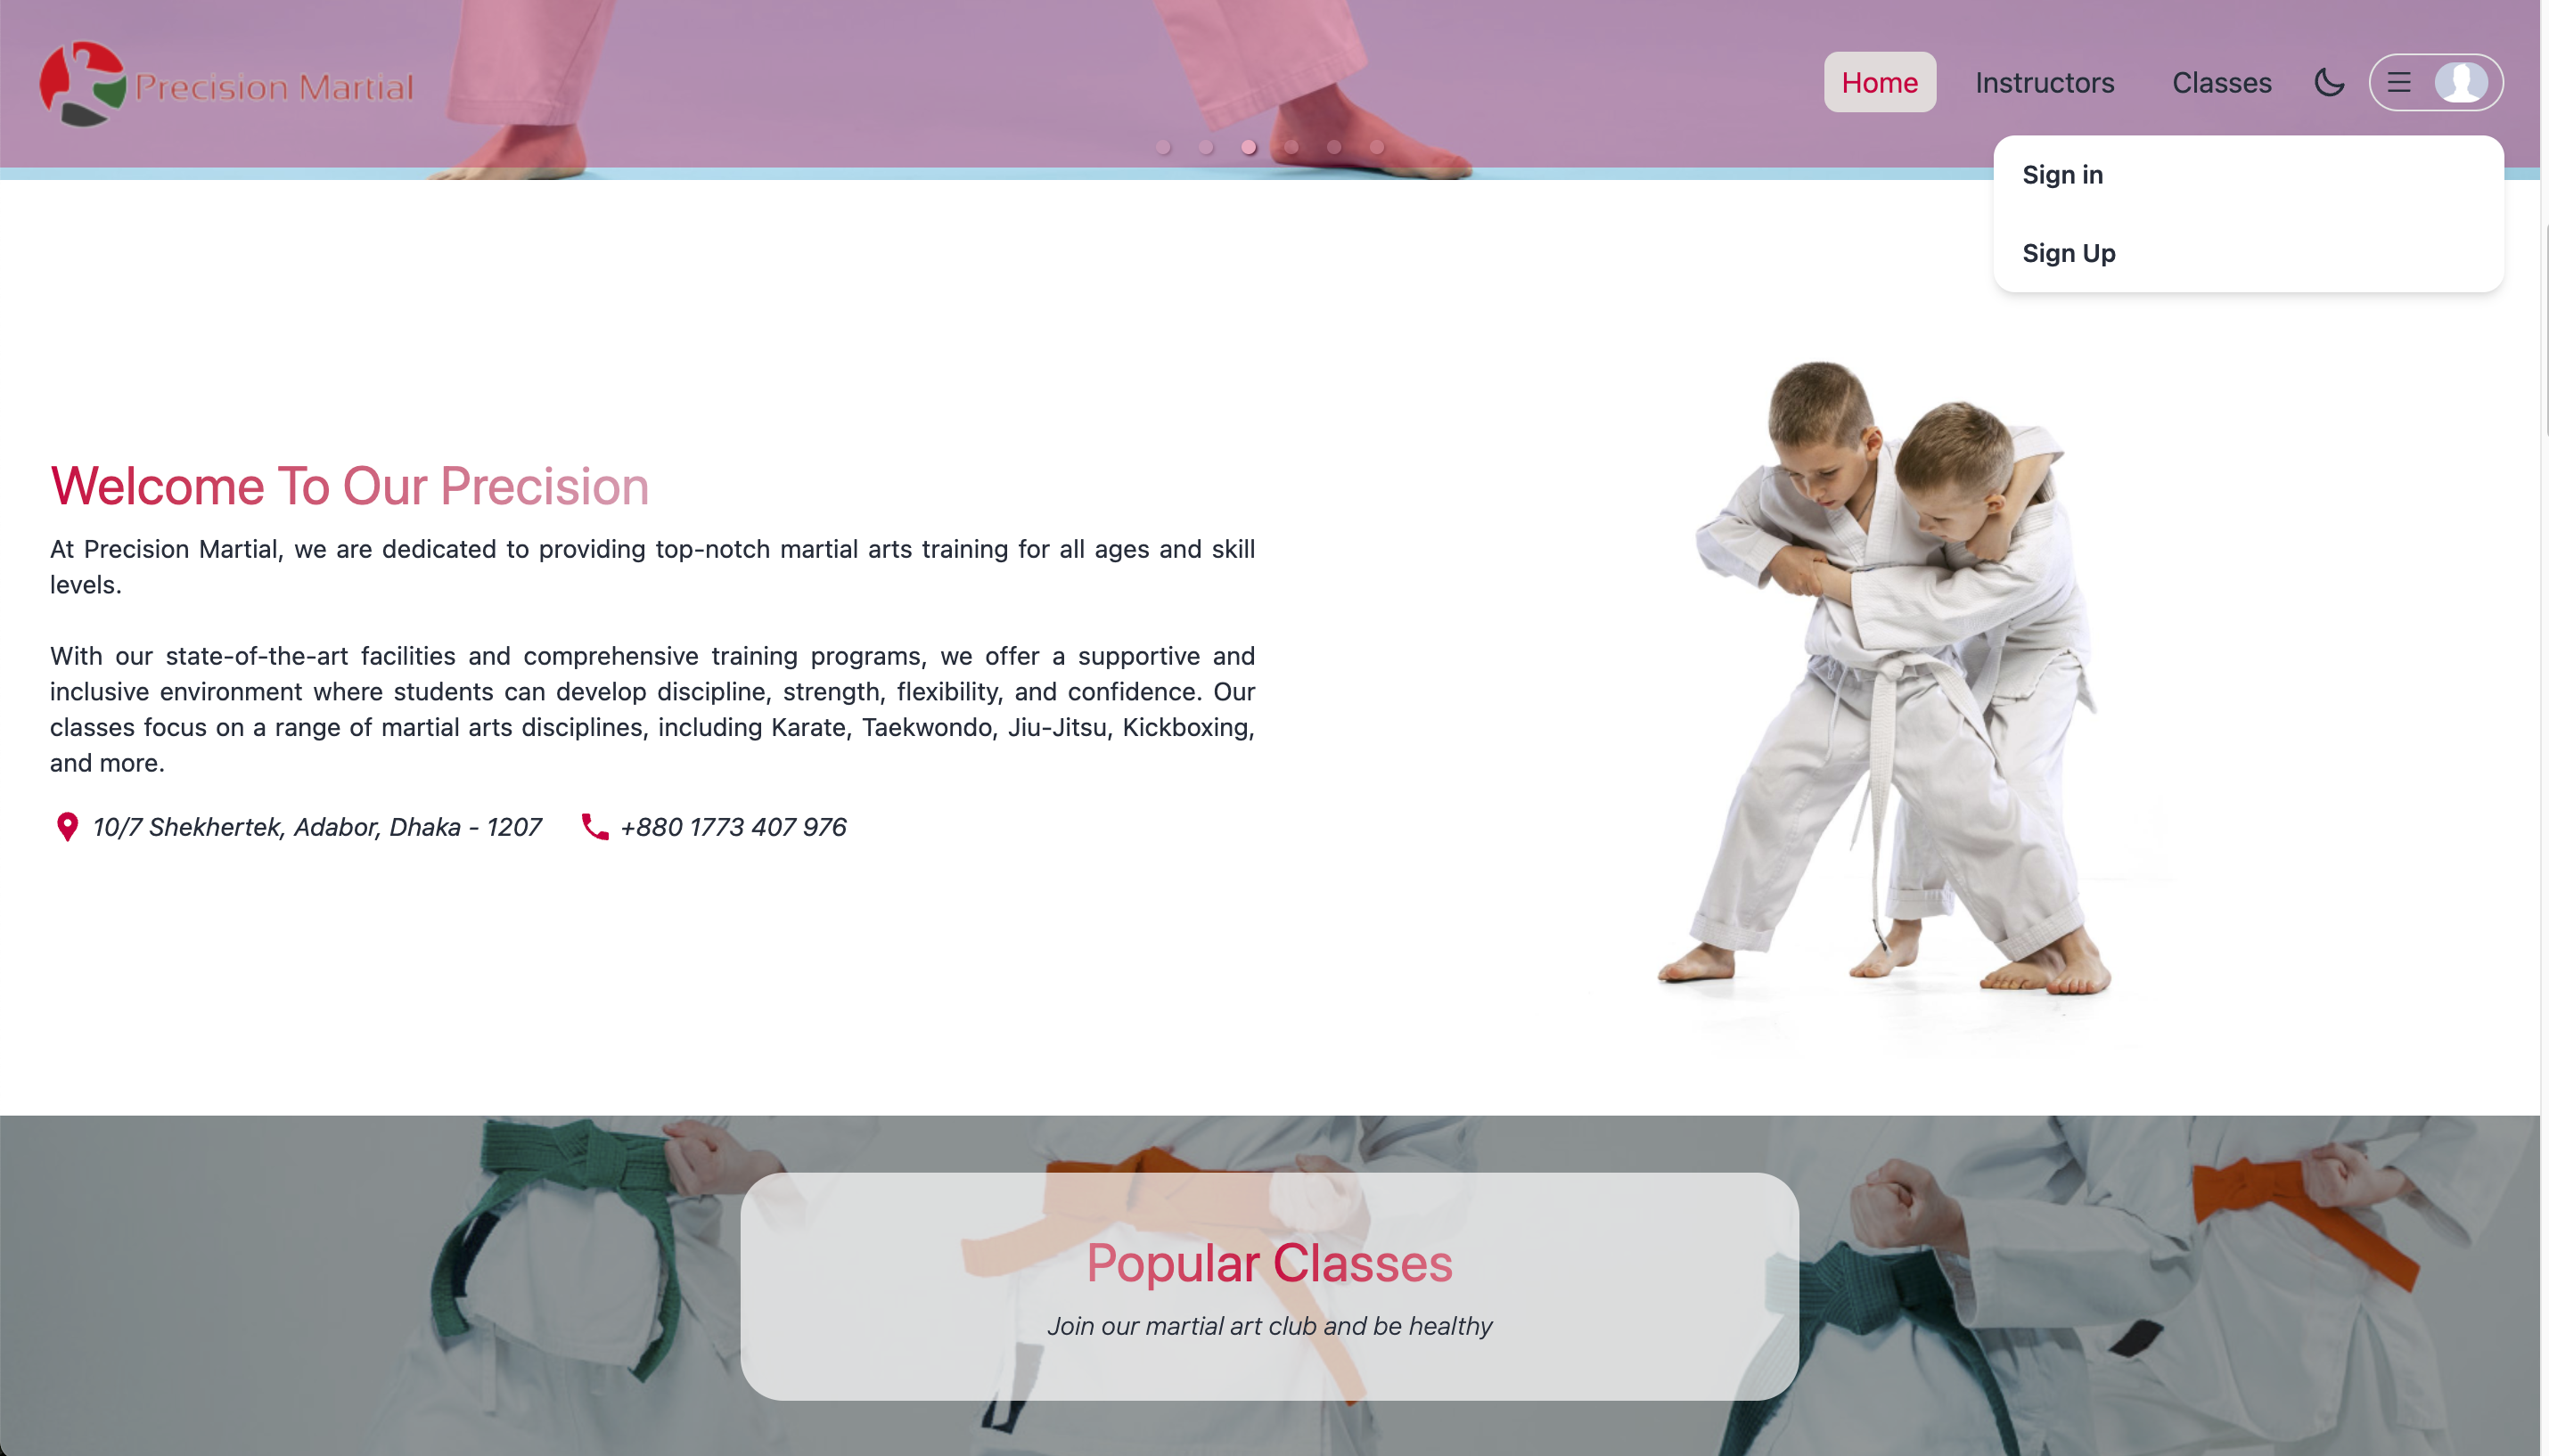 Precision Martial
Home
Instructors
Classes
Sign in
Sign Up
Welcome To Our Precision
At Precision Martial, we are dedicated to providing top-notch martial arts training for all ages and skill
levels.
With our state-of-the-art facilities and comprehensive training programs, we offer a supportive and
inclusive environment where students can develop discipline, strength, flexibility, and confidence. Our
classes focus on a range of martial arts disciplines, including Karate, Taekwondo, Jiu-Jitsu, Kickboxing,
and more.
10/7 Shekhertek, Adabor, Dhaka - 1207
+880 1773 407 976
Popular Classes
Join our martial art club and be healthy